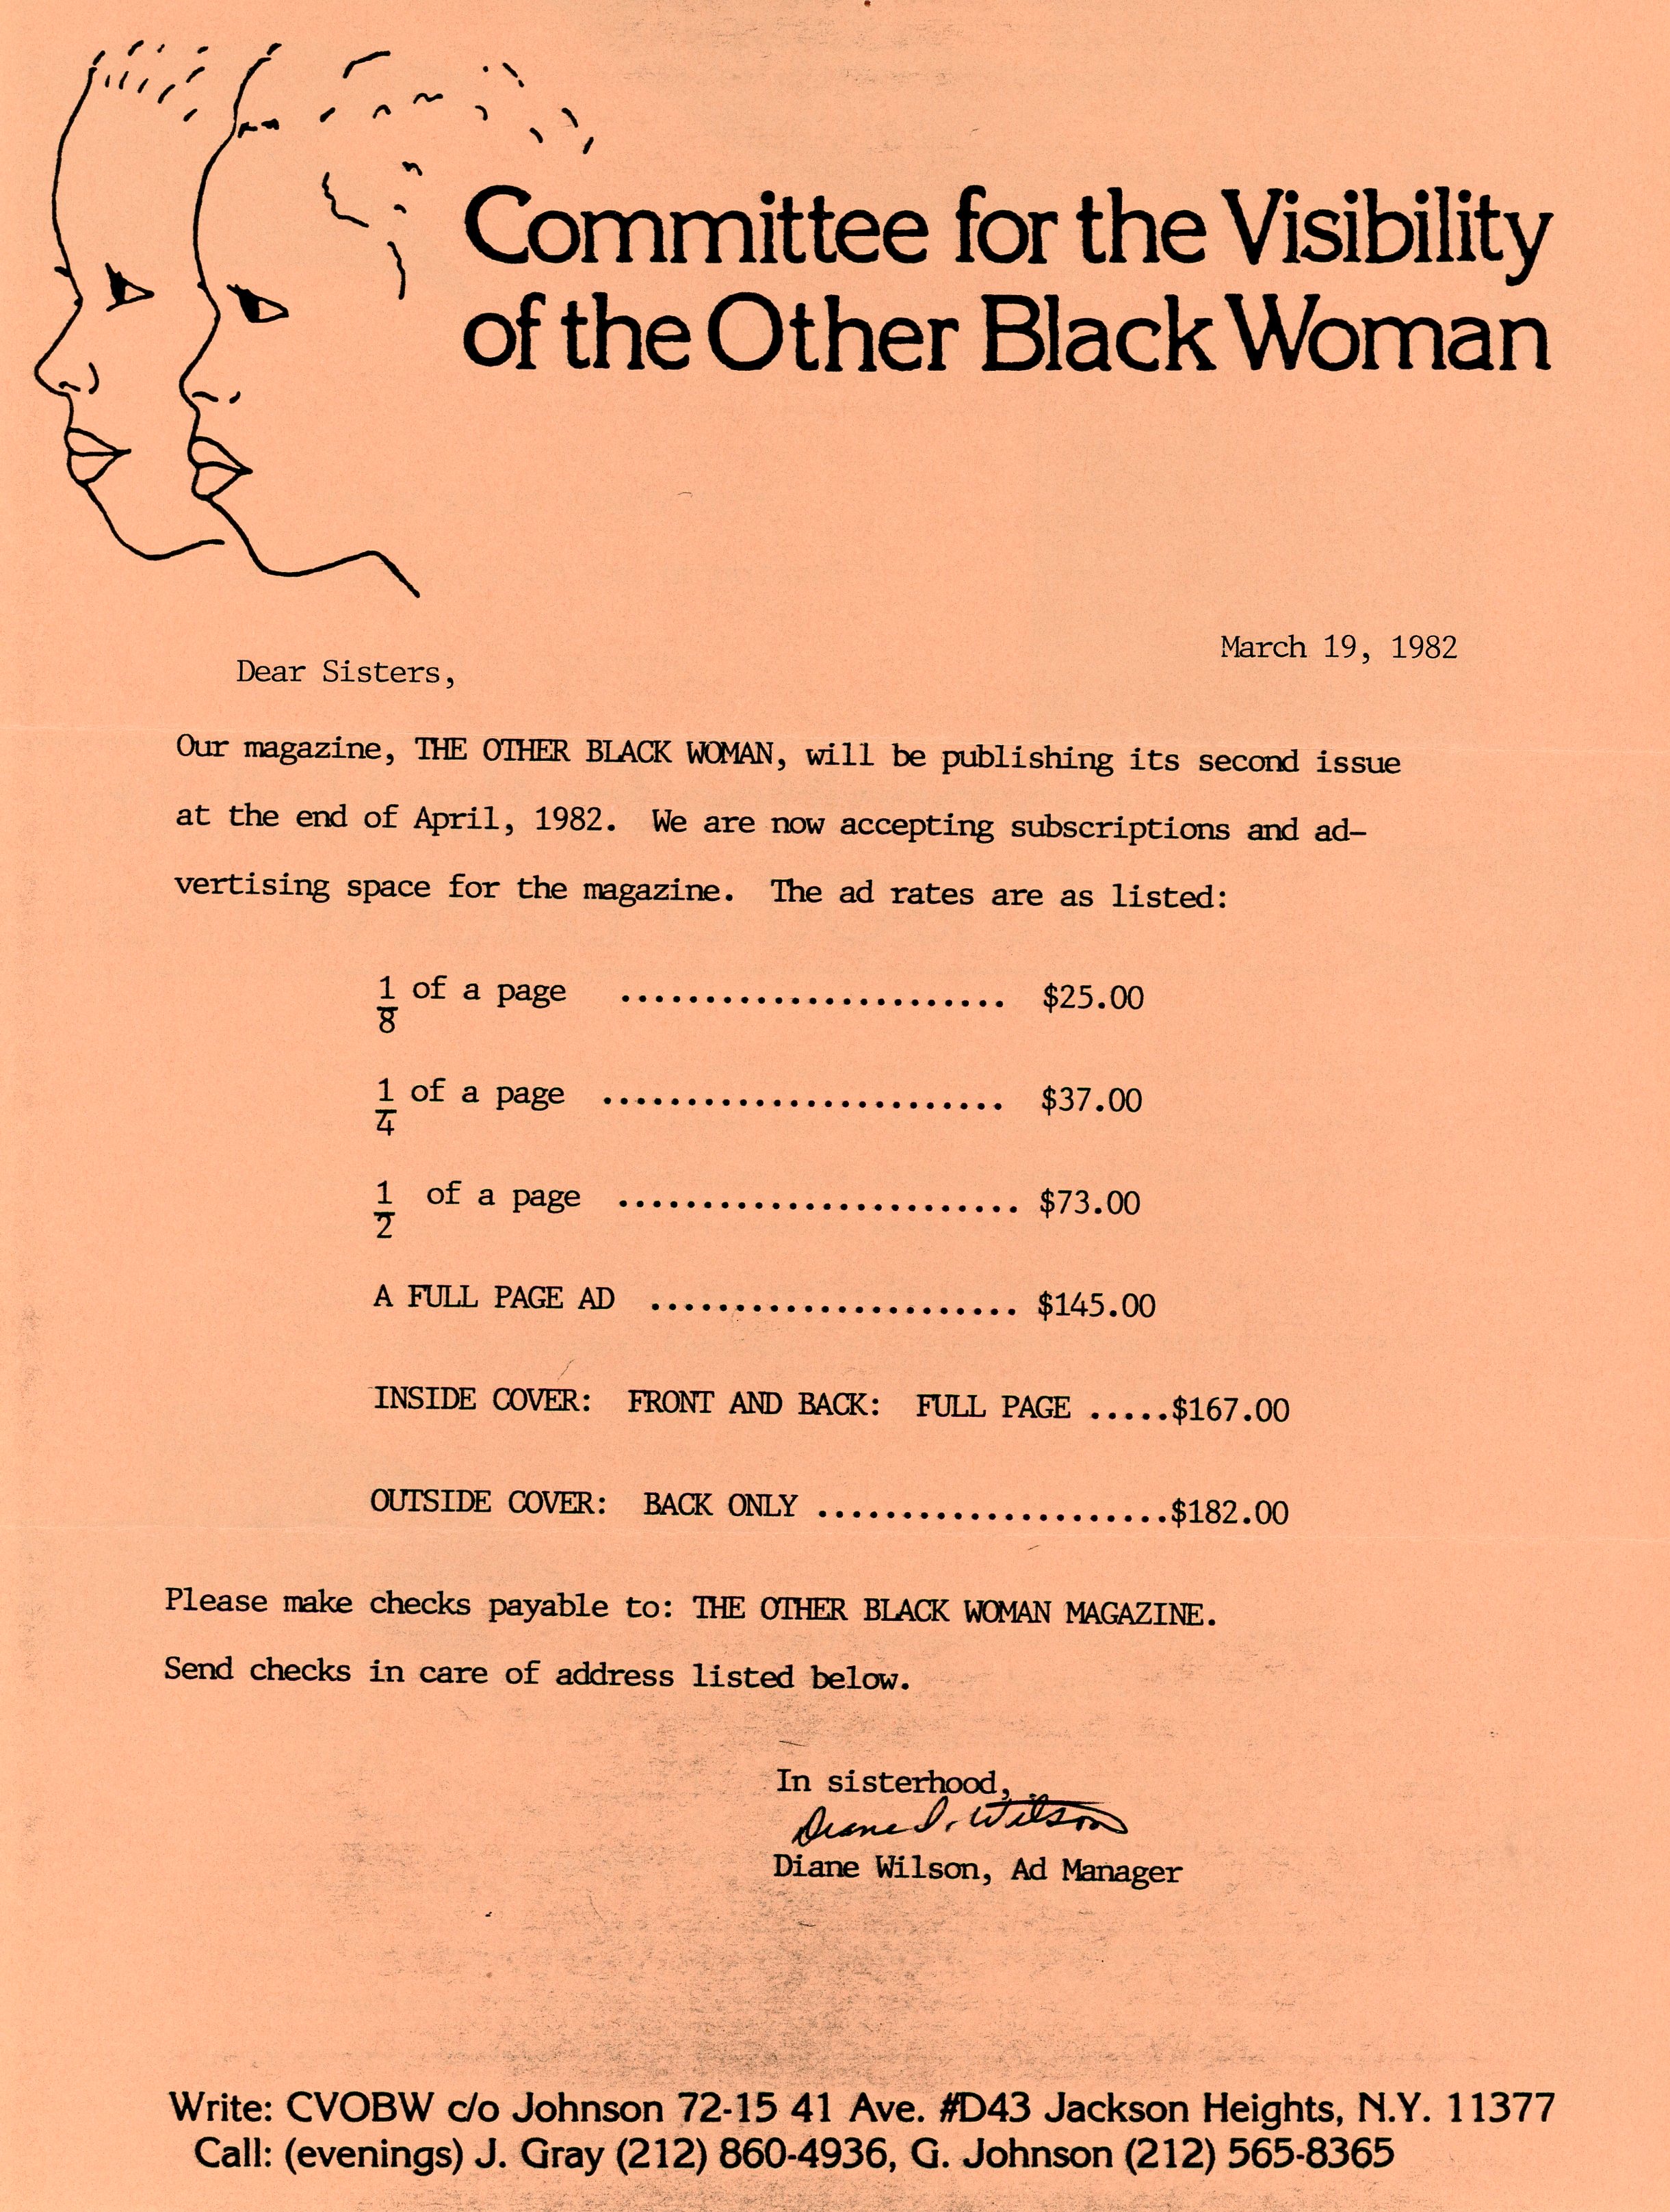 Committee for the Visibility
of the Other Black Woman
March 19, 1982
Dear Sisters,
Our magazine, THE OTHER BLACK WOMAN, will be publishing its second issue
at the end of April, 1982.  We are now accepting subscriptions and ad-
vertising space for the magazine.  The ad rates are as listed:
1/8 of a page ....................... $25.00
1/4 of a page ........................ $37.00
1/2 of a page ........................ $73.00
A FULL PAGE AD ...................... $145.00
INSIDE COVER:  FRONT AND BACK:  FULL PAGE .....$167.00
OUTSIDE COVER:  BACK ONLY .....................$182.00
Please make checks payable to: THE OTHER BLACK WOMAN MAGAZINE.
Send checks in care of address listed below.
In sisterhood,
Diane D. Wilson
Diane Wilson, Ad Manager
Write: CVOBW c/o Johnson 72-15 41 Ave. #D43 Jackson Heights, N.Y. 11377
Call: (evenings) J. Gray (212) 860-4936, G. Johnson (212) 565-8365